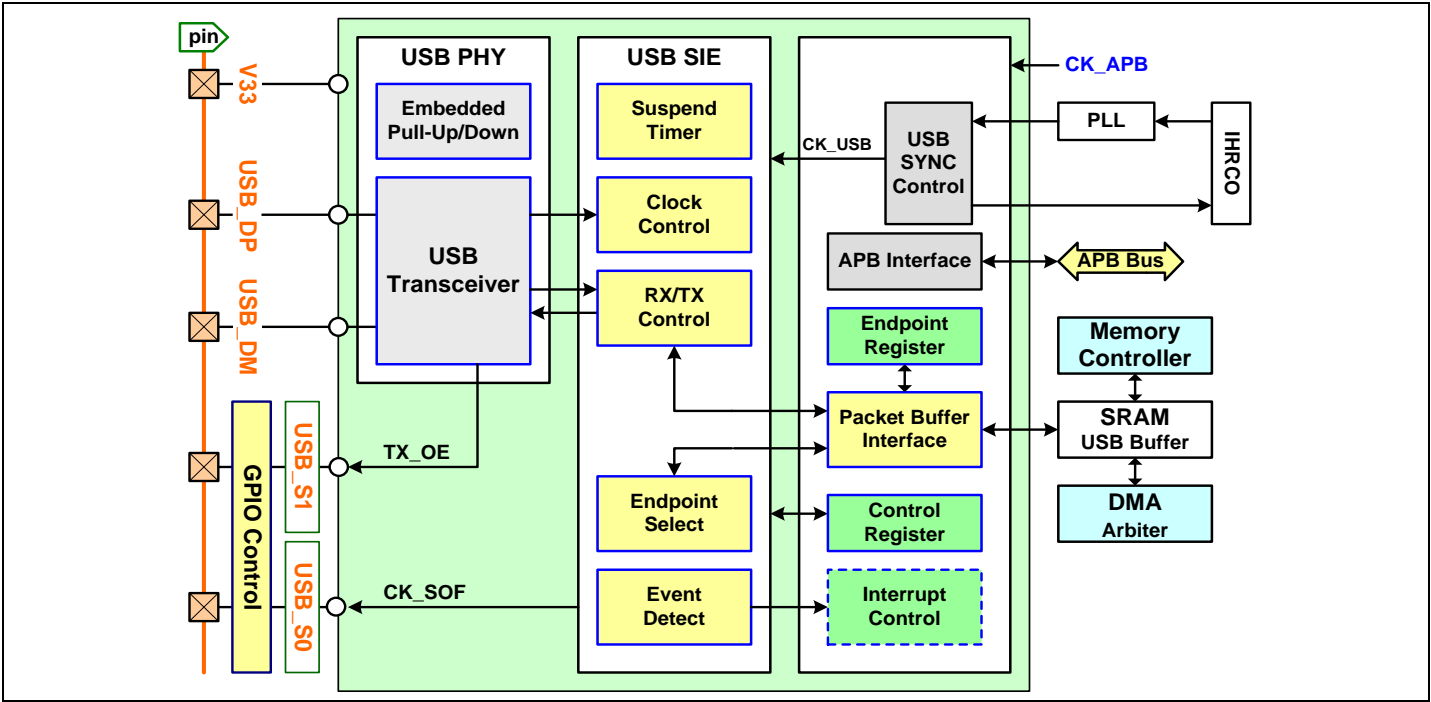 pin
V33
USB_DP
USB_DM
USB_S1
USB_S0
GPIO Control
USB PHY
Embedded
Pull-Up/Down
USB
Transceiver
TX_OE
CK_SOF
USB SIE
Suspend
Timer
Clock
Control
RX/TX
Control
Endpoint
Select
Event
Detect
CK_USB
USB
SYNC
Control
APB Interface
Endpoint
Register
Packet Buffer
Interface
Control
Register
Interrupt
Control
CK_APB
PLL
IHRCO
APB Bus
Memory
Controller
SRAM
USB Buffer
DMA
Arbiter